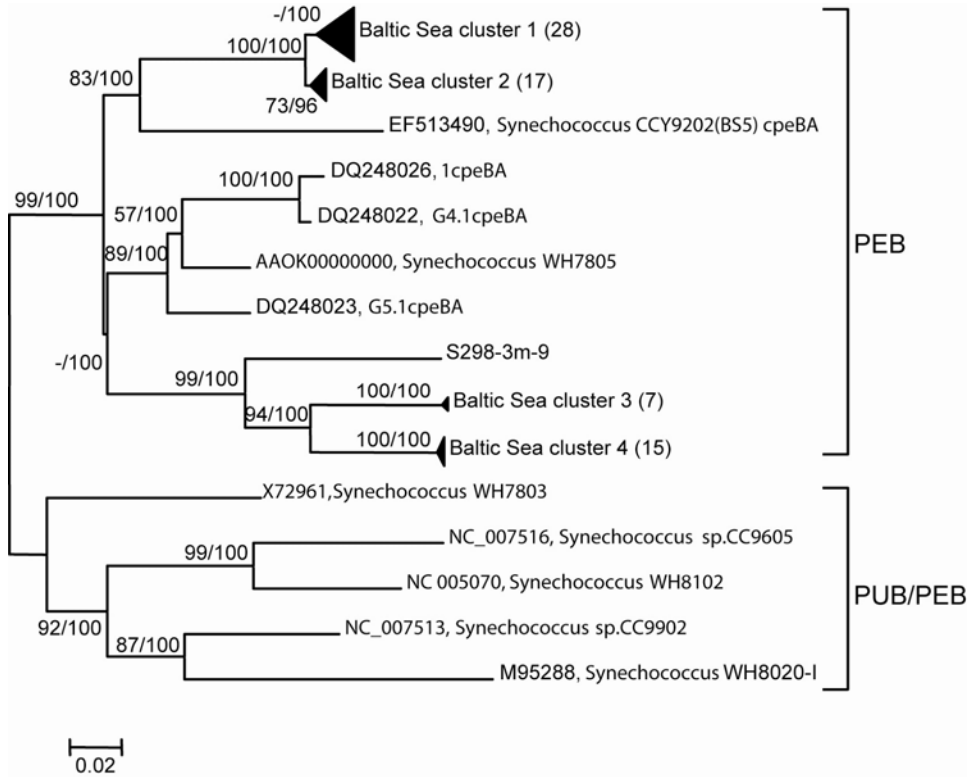 -/100
Baltic Sea cluster 1 (28)
100/100
83/100
Baltic Sea cluster 2 (17)
73/96
EF513490, Synechococcus CCY9202(BS5) cpeBA
DQ248026, 1cpeBA
100/100
99/100
57/100
DQ248022, G4.1cpeBA
PEB
89/100
AAOK00000000, Synechococcus WH7805
DQ248023, G5.1cpeBA
S298-3m-9
-/100
99/100
100/100
Baltic Sea cluster 3 (7)
94/100
100/100
Baltic Sea cluster 4 (15)
X72961,Synechococcus WH7803
NC_007516, Synechococcus sp.CC9605
99/100
NC 005070, Synechococcus WH8102
PUB/PEB
92/100
NC_007513, Synechococcus sp.CC9902
87/100
M95288, Synechococcus WH8020-I
0.02